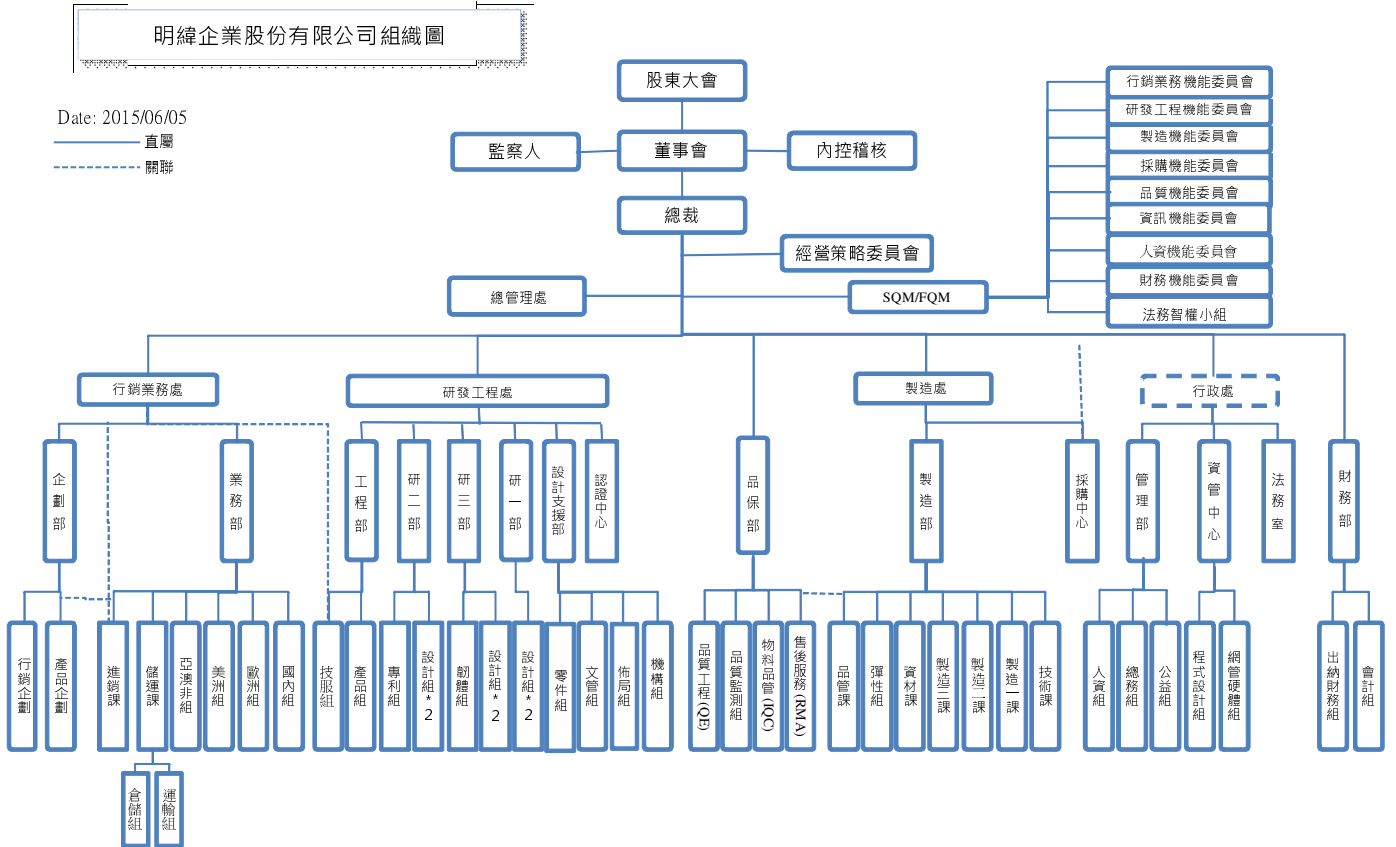 明緯企業股份有限公司組織圖
Date: 2015/06/05
直屬
關聯
股東大會
監察人
董事會
內控稽核
總裁
經營策略委員會
總管理處
SQM/FQM
行銷業務機能委員會
研發工程機能委員會
製造機能委員會
採購機能委員會
品質機能委員會
資訊機能委員會
人資機能委員會
財務機能委員會
法務智權小組
行銷業務處
研發工程處
製造處
行政處
企劃部
業務部
工程部
研二部
研三部
研一部
設計支援部
認證中心
品保部
製造部
採購中心
管理部
資管中心
法務室
財務部
行銷企劃
產品企劃
進銷課
儲運課
亞澳非組
美洲組
歐洲組
國內組
技服組
產品組
專利組
設計組*2
韌體組
設計組*2
設計組*2
零件組
文管組
佈局組
機構組
品質工程(QE)
品質監測組
物料品管(IQC)
售後服務(RMA)
品管課
彈性組
資材課
製造三課
製造二課
製造一課
技術課
人資組
總務組
公益組
程式設計組
網管硬體組
出納財務組
會計組
倉儲組
運輸組